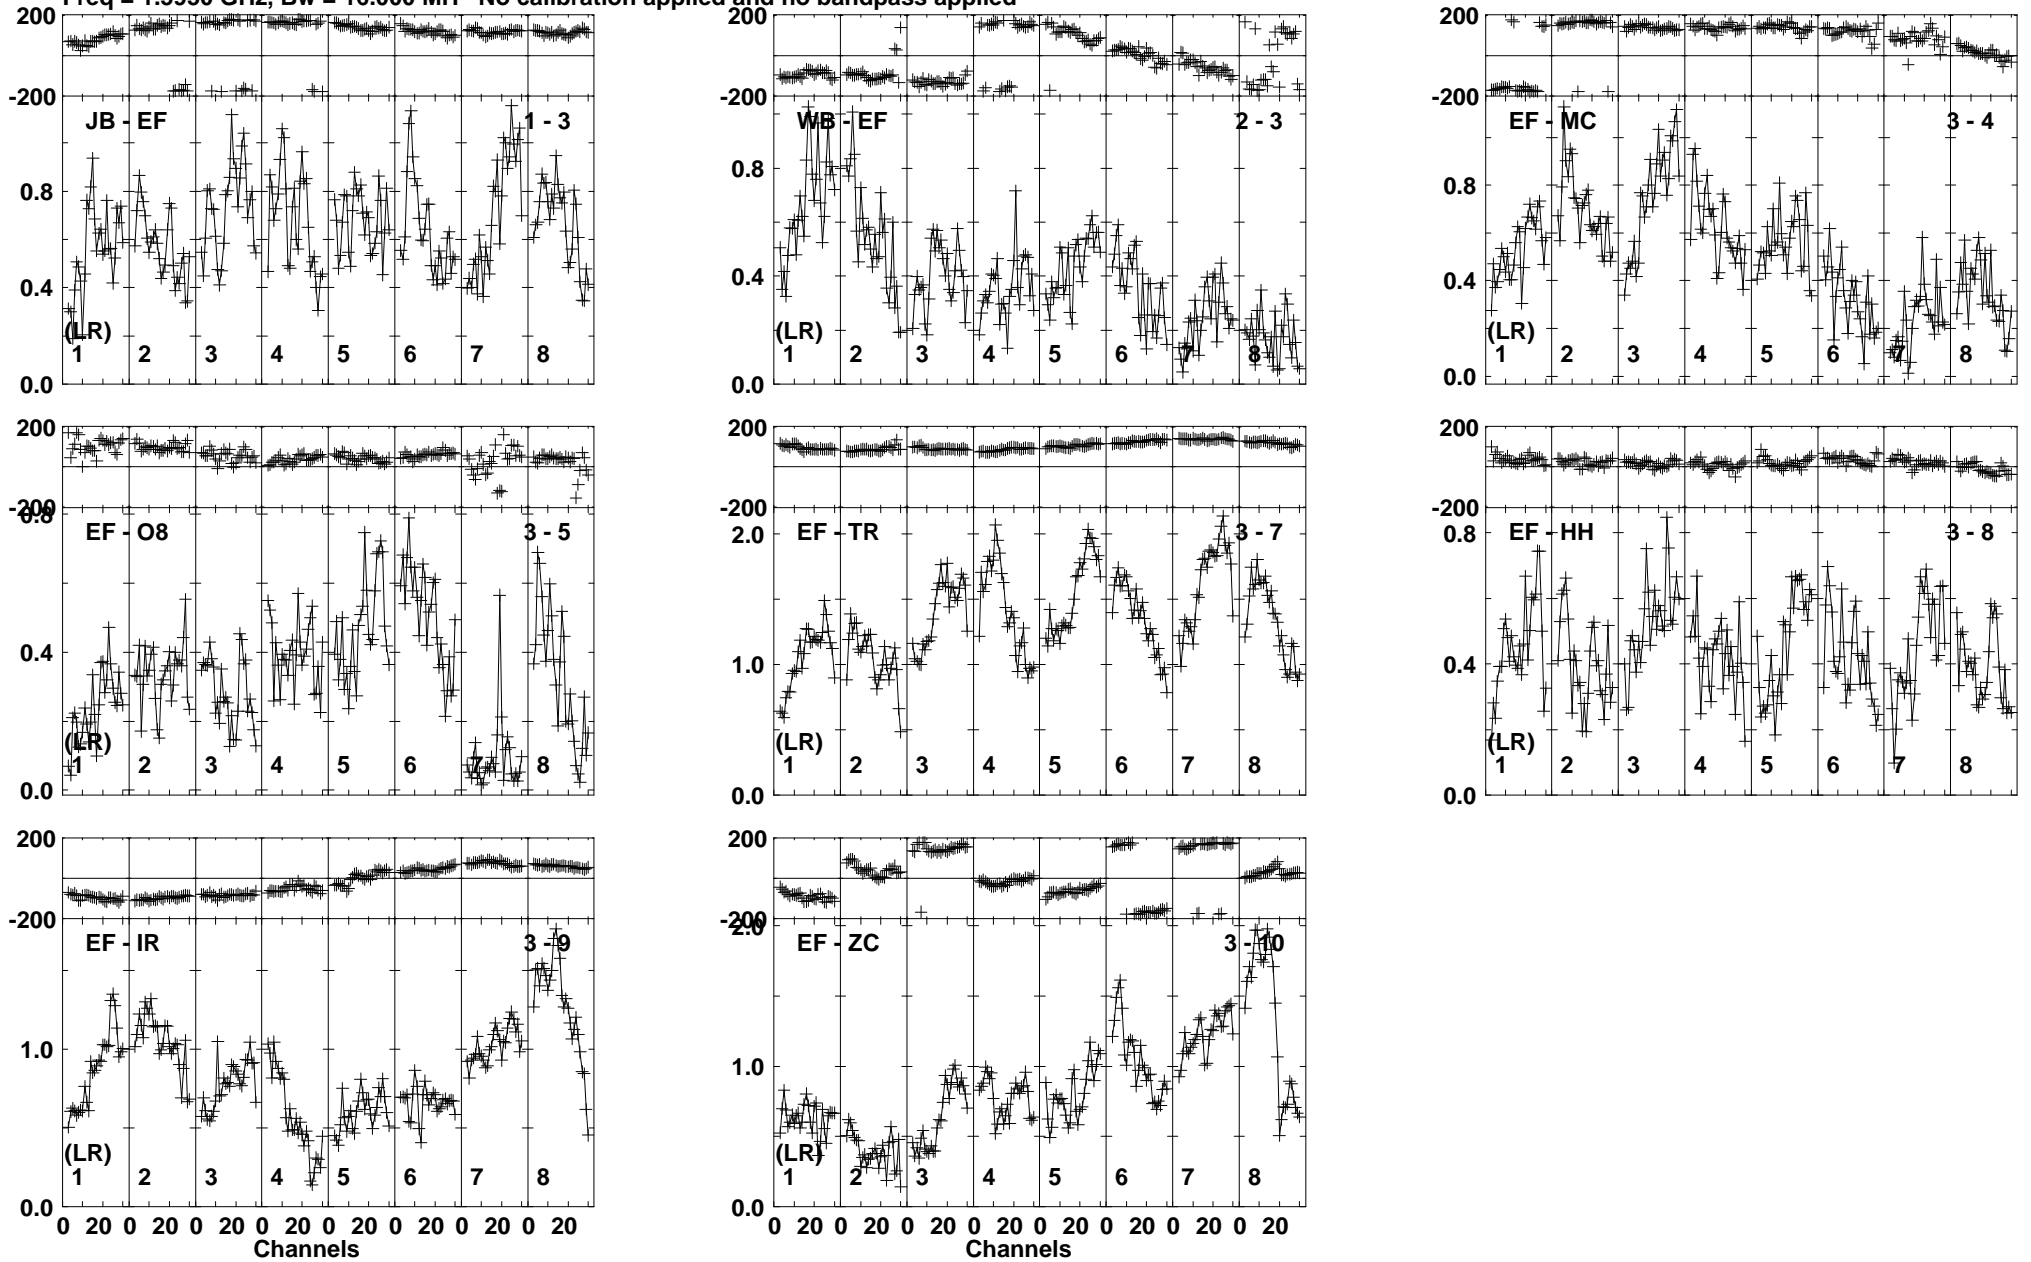 No calibration applied and no bandpass applied
200 200 200
-200 -200 -200
JB - EF 1 - 3 WB - EF 2 - 3 EF - MC 3 - 4
0.8 0.8 0.8
0.4 0.4 0.4
(LR) (LR) (LR)
1 2 3 4 5 6 7 8 1 2 3 4 5 6 7 8 1 2 3 4 5 6 7 8
0.0 0.0 0.0
200 200 200
-200 -200 -200
0.8 EF - O8 3 - 5 2.0 EF - TR 3 - 7 0.8 EF - HH 3 - 8
0.4 1.0 0.4
(LR) (LR) (LR)
1 2 3 4 5 6 7 8 1 2 3 4 5 6 7 8 1 2 3 4 5 6 7 8
0.0 0.0 0.0
200 200
-200 -200
EF - IR 3 - 9 2.0 EF - ZC 3 - 10
1.0 1.0
(LR) (LR)
1 2 3 4 5 6 7 8 1 2 3 4 5 6 7 8
0.0 0.0
0 20 0 20 0 20 0 20 0 20 0 20 0 20 0 20 0 20 0 20 0 20 0 20 0 20 0 20 0 20 0 20
Channels Channels